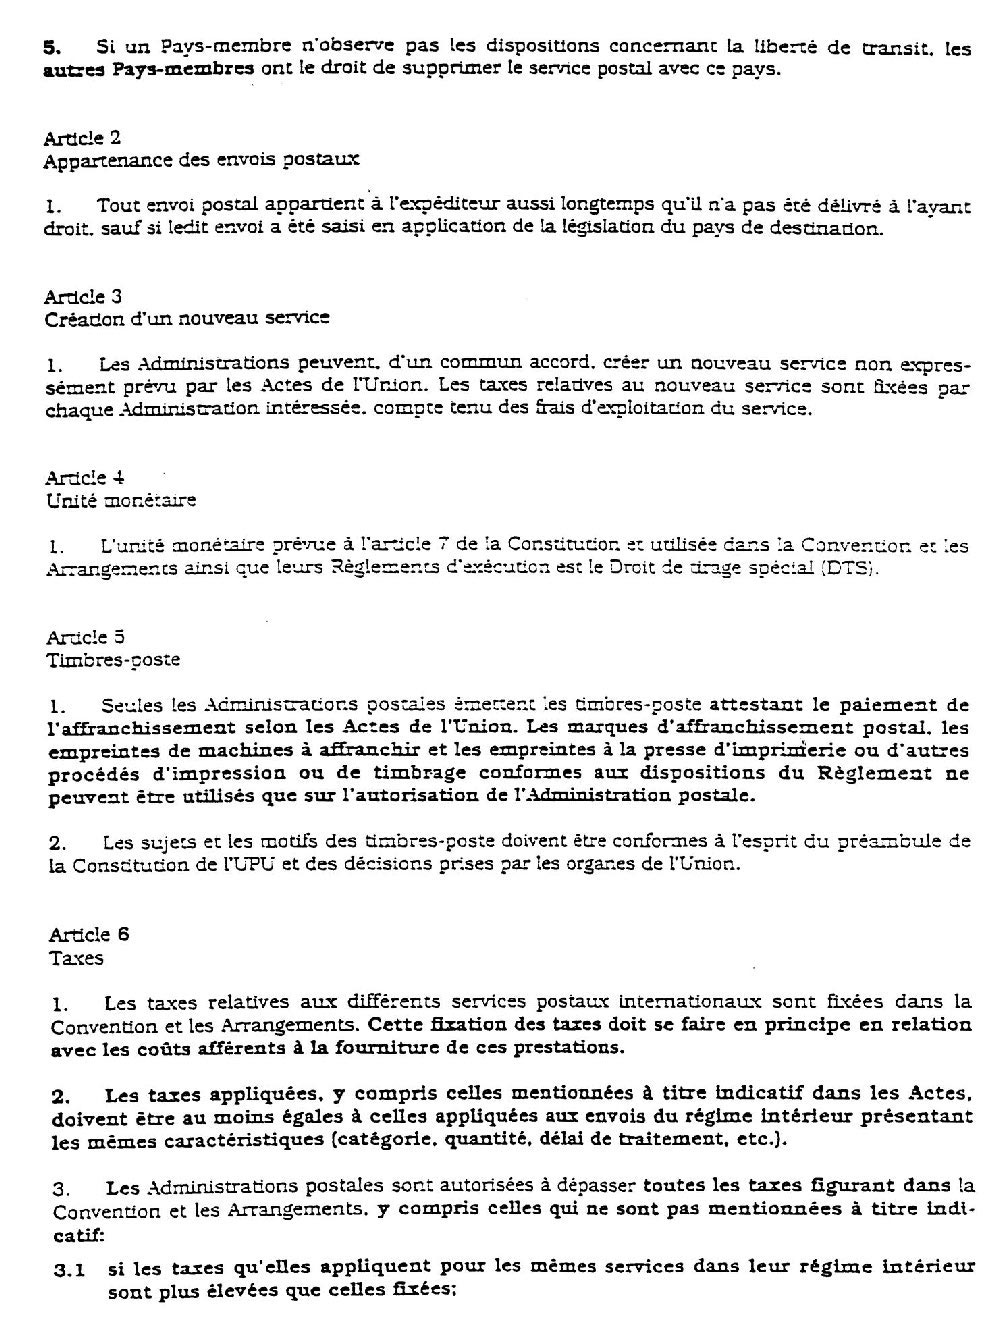 5. Si un Pays-membre n'observe pas les dispositions concernant la liberté de transit, les
autres Pays-membres ont le droit de supprimer le service postal avec ce pays.
Article 2
Appartenance des envois postaux
1. Tout envoi postal appartient à l'expéditeur aussi longtemps qu'il n'a pas été délivré à l'ayant
droit, sauf si ledit envoi a été saisi en application de la législation du pays de destination.
Article 3
Création d'un nouveau service
1. Les Administrations peuvent, d'un commun accord, créer un nouveau service non expres-
sément prévu par les Actes de l'Union. Les taxes relatives au nouveau service sont fixées par
chaque Administration intéressée, compte tenu des frais d'exploitation du service.
Article 4
Unité monétaire
1. L'unité monétaire prévue à l'article 7 de la Constitution et utilisée dans la Convention et les
Arrangements ainsi que leurs Règlements d'exécution est le Droit de tirage spécial (DTS).
Article 5
Timbres-poste
1. Seules les Administrations postales émettent les timbres-poste attestant le paiement de
l'affranchissement selon les Actes de l'Union. Les marques d'affranchissement postal, les
empreintes de machines à affranchir et les empreintes à la presse d'imprimerie ou d'autres
procédés d'impression ou de timbrage conformes aux dispositions du Règlement ne
peuvent être utilisés que sur l'autorisation de l'Administration postale.
2. Les sujets et les motifs des timbres-poste doivent être conformes à l'esprit du préambule de
la Constitution de l'UPU et des décisions prises par les organes de l'Union.
Article 6
Taxes
1. Les taxes relatives aux différents services postaux internationaux sont fixées dans la
Convention et les Arrangements. Cette fixation des taxes doit se faire en principe en relation
avec les coûts afférents à la fourniture de ces prestations.
2. Les taxes appliquées, y compris celles mentionnées à titre indicatif dans les Actes,
doivent être au moins égales à celles appliquées aux envois du régime intérieur présentant
les mêmes caractéristiques (catégorie, quantité, délai de traitement, etc.).
3. Les Administrations postales sont autorisées à dépasser toutes les taxes figurant dans la
Convention et les Arrangements, y compris celles qui ne sont pas mentionnées à titre indi-
catif:
3.1 si les taxes qu'elles appliquent pour les mêmes services dans leur régime intérieur
sont plus élevées que celles fixées;